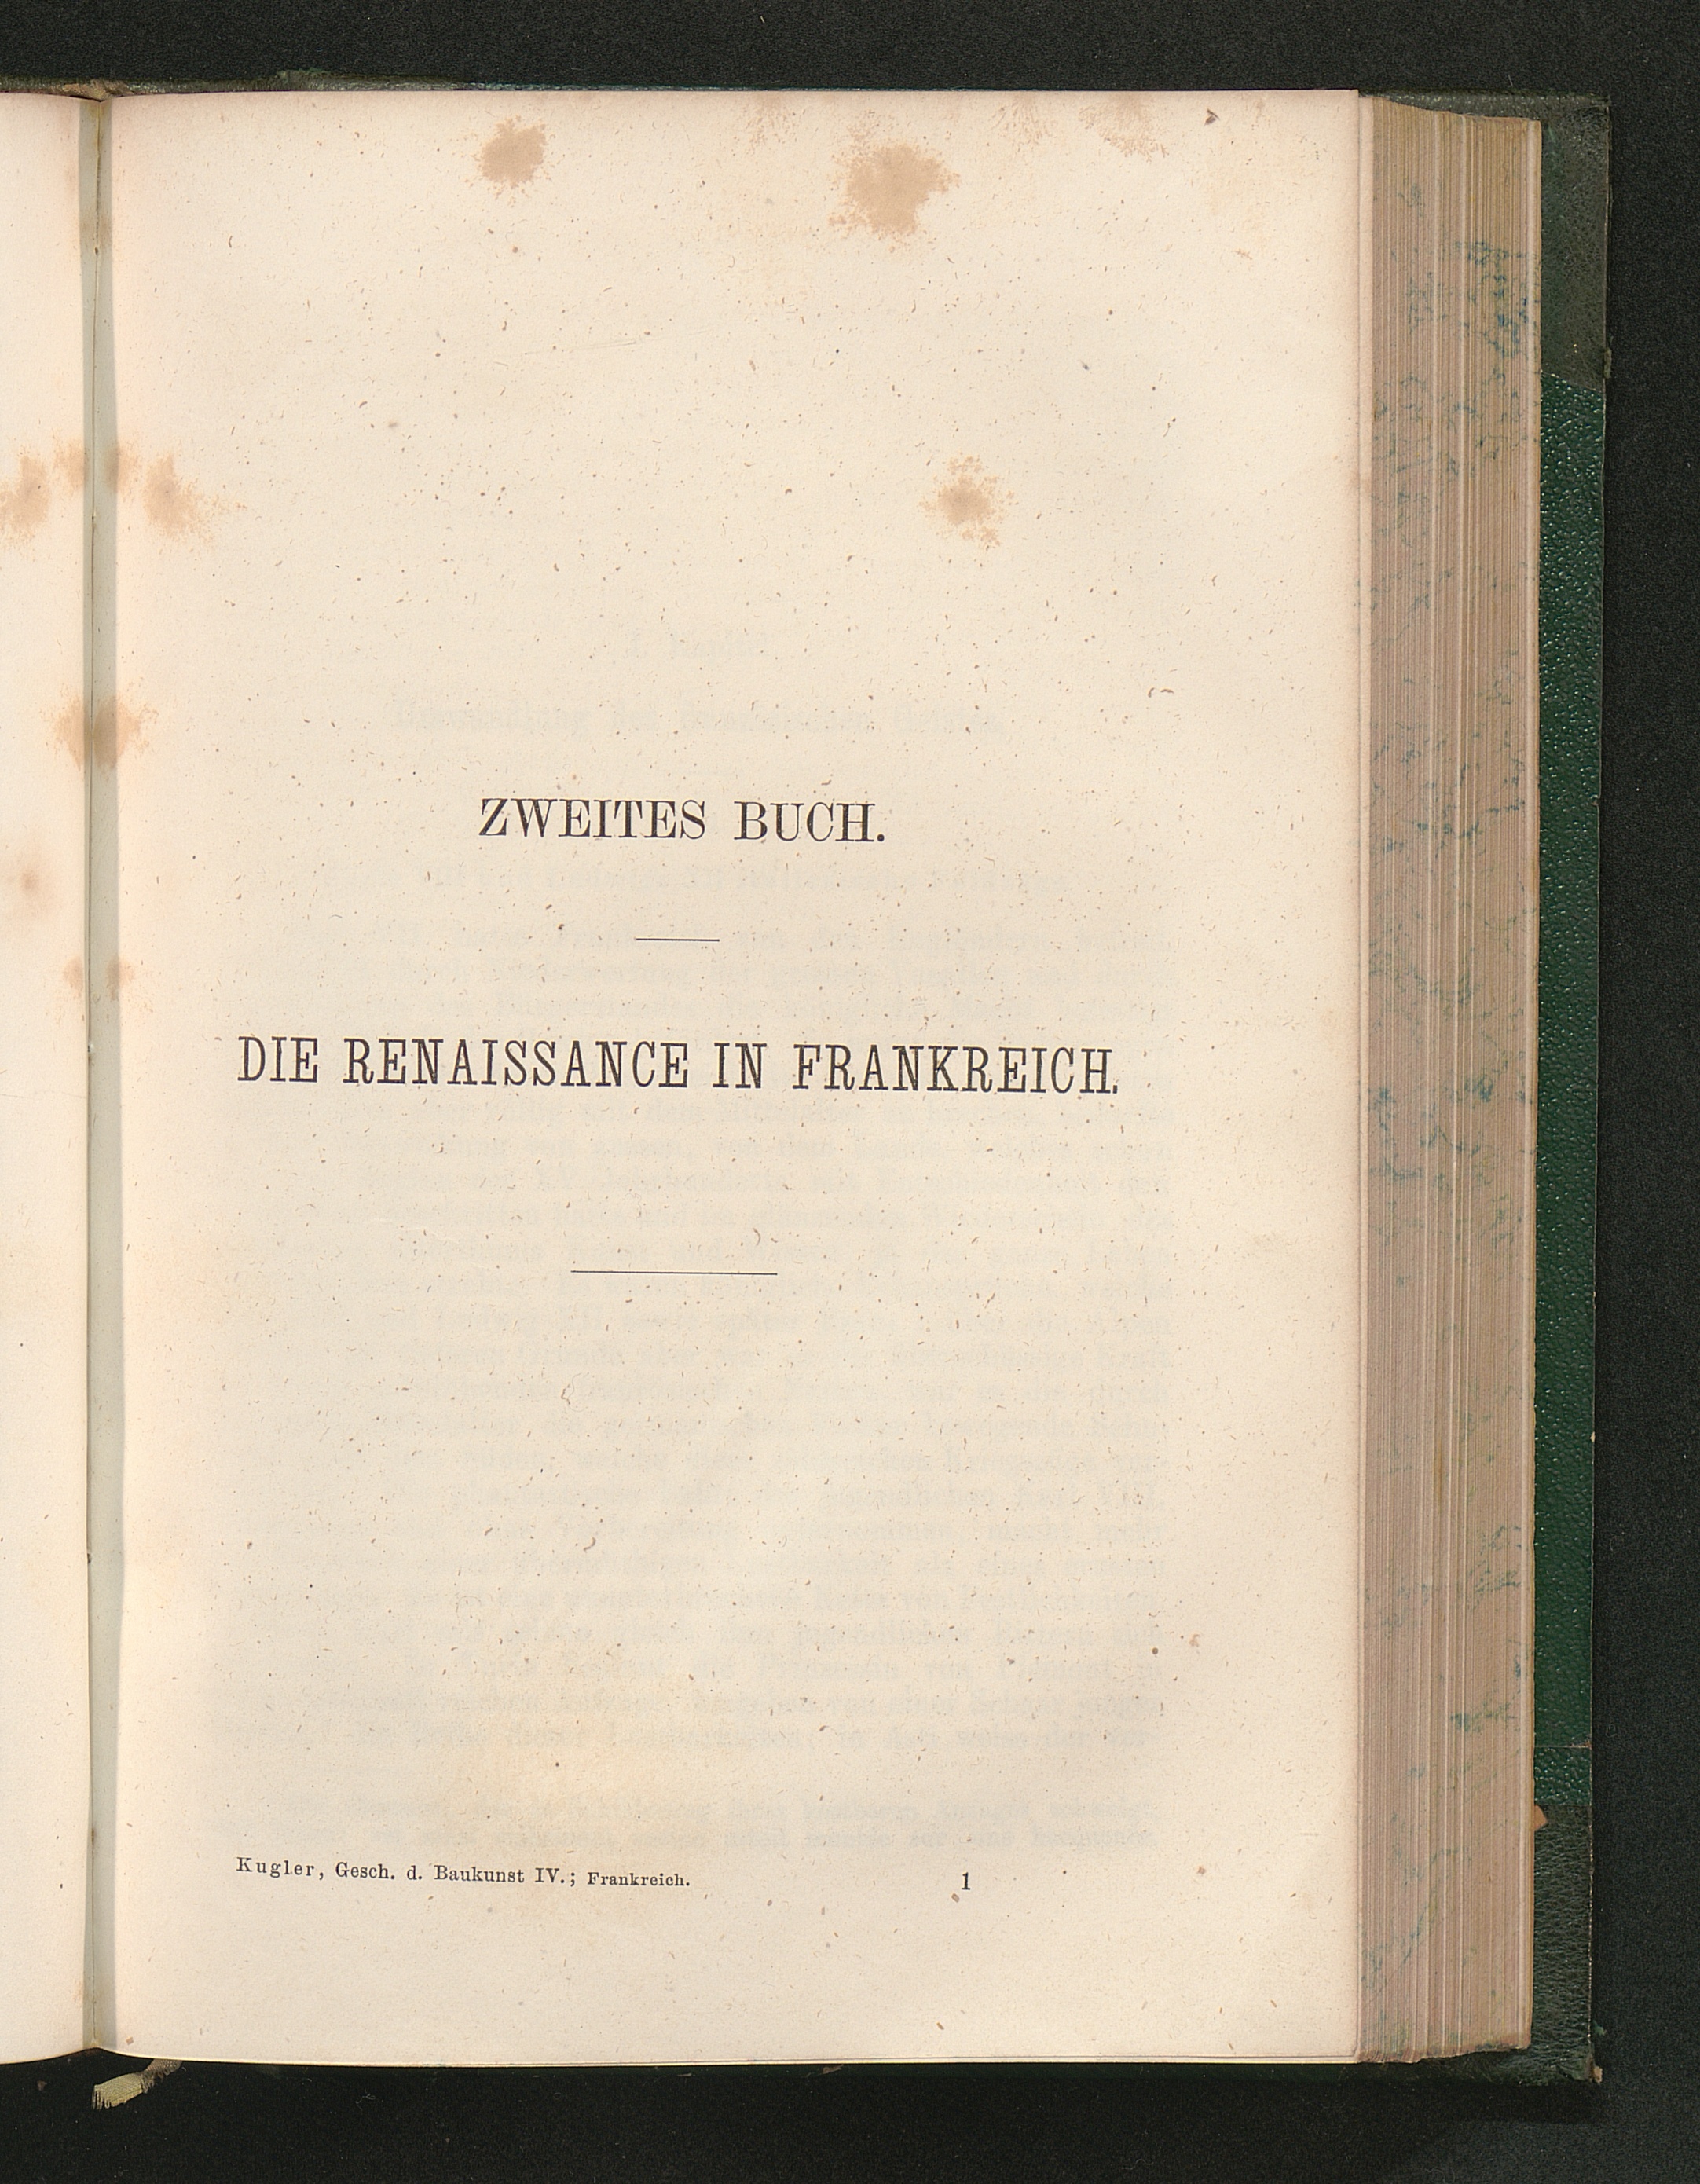 ZWEITES BUCH.
DIE RENAISSANCE IN FRANKREICH.
Kugler, Gesch. d. Baukunst IV.; Frankreich. 1